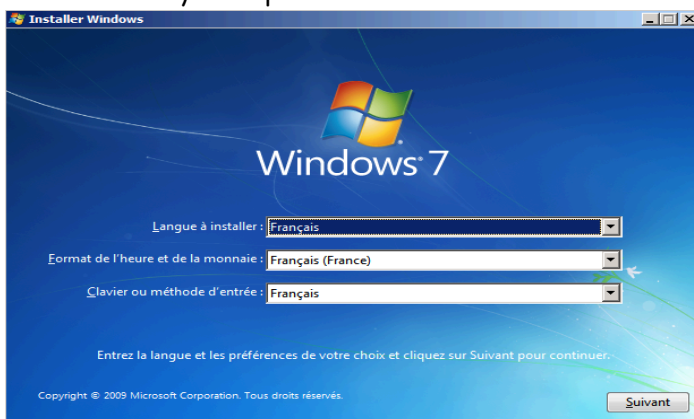 Installer Windows
Windows 7
Langue à installer : Français
Format de l'heure et de la monnaie : Français (France)
Clavier ou méthode d'entrée : Français
Entrez la langue et les préférences de votre choix et cliquez sur Suivant pour continuer.
Copyright © 2009 Microsoft Corporation. Tous droits réservés.
Suivant